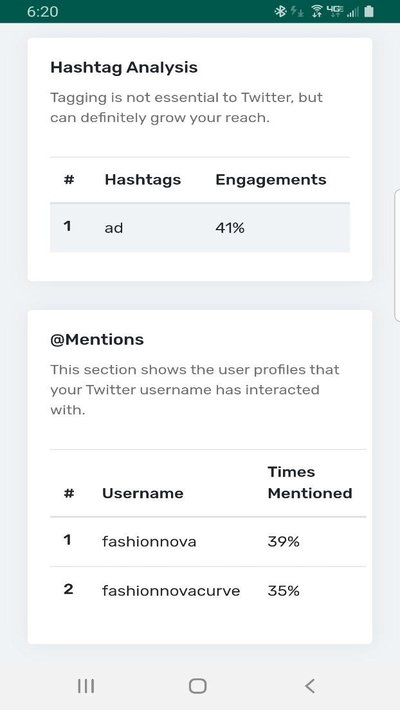 6:20
4GE
Hashtag Analysis
Tagging is not essential to Twitter, but
can definitely grow your reach.
# Hashtags Engagements
1 ad 41%
@Mentions
This section shows the user profiles that
your Twitter username has interacted
with.
# Username Times Mentioned
1 fashionnova 39%
2 fashionnovacurve 35%